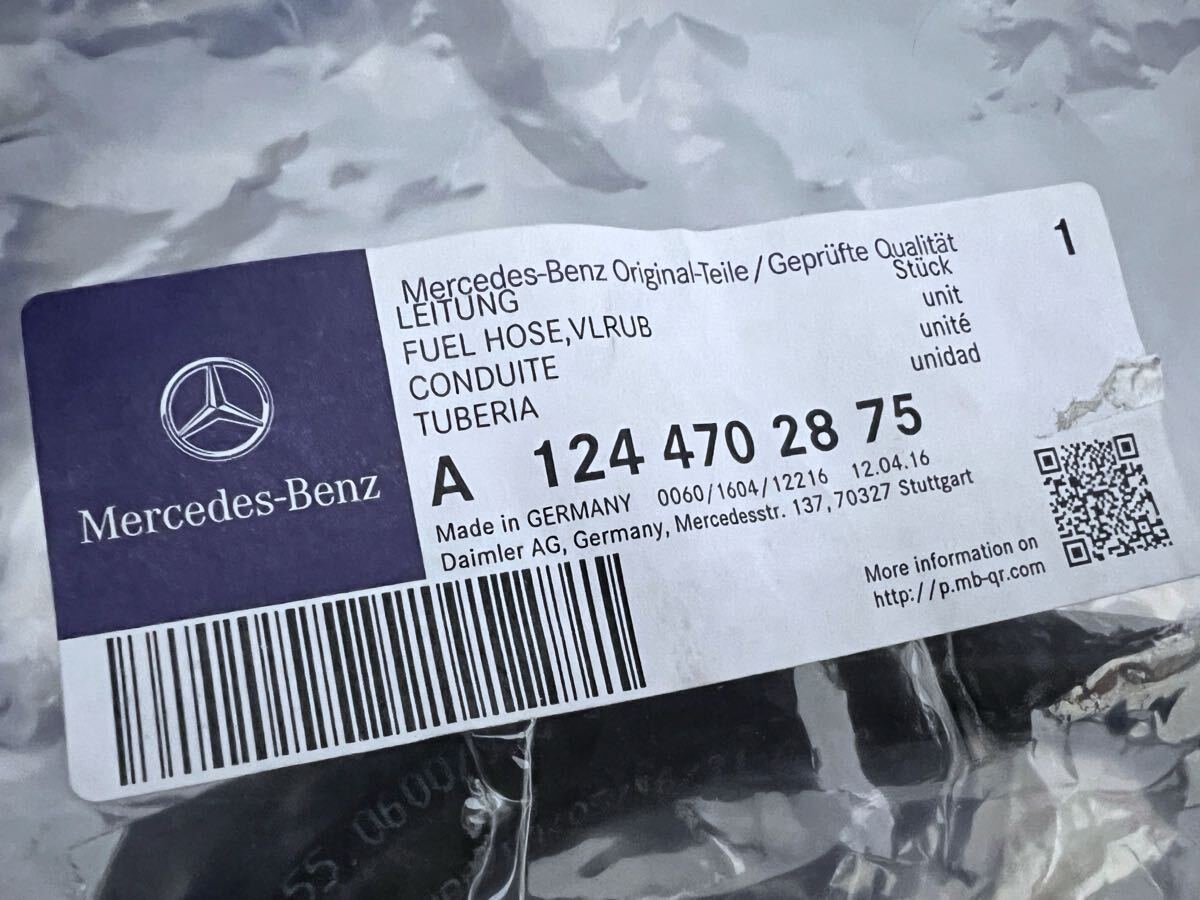 Mercedes-Benz
Mercedes-Benz Original-Teile/Geprüfte Qualität
1
LEITUNG
Stück
FUEL HOSE,VLRUB
unit
CONDUITE
unité
TUBERIA
unidad
A 124 470 28 75
Made in GERMANY 0060/1604/12216 12.04.16
Daimler AG, Germany, Mercedesstr. 137, 70327 Stuttgart
More information on
http://p.mb-qr.com